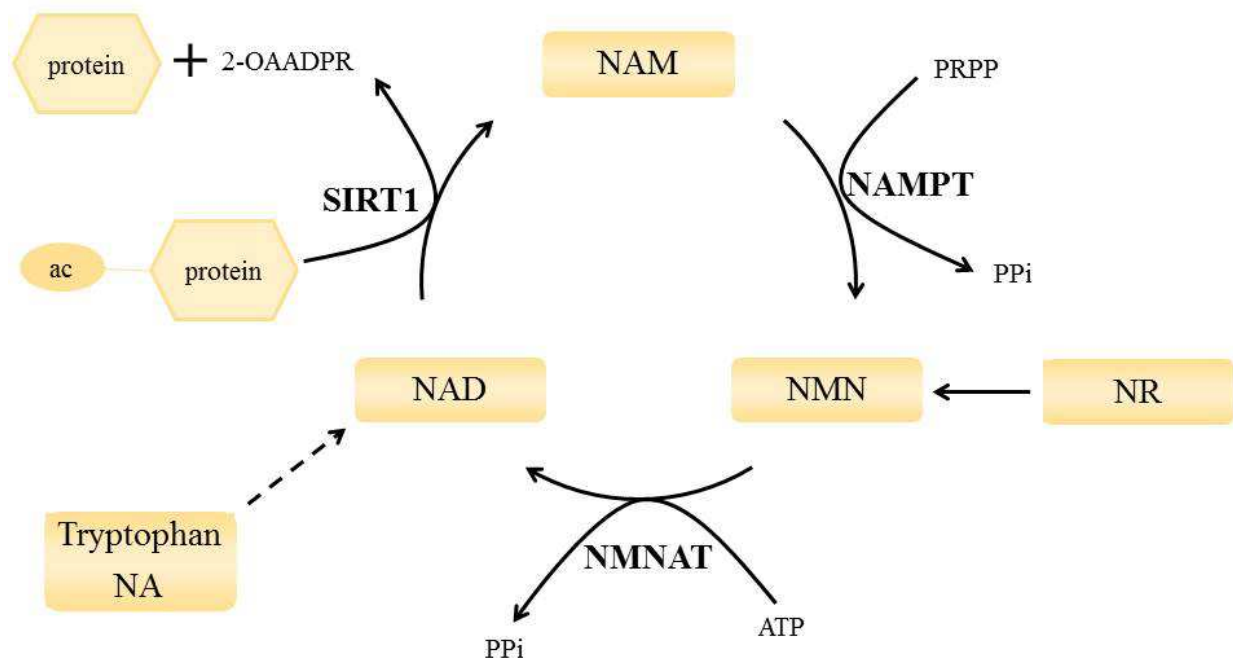 protein + 2-OAADPR
NAM
PRPP
SIRT1
NAMPT
ac
protein
PPi
NAD
NMN
NR
Tryptophan
NA
NMNAT
PPi
ATP